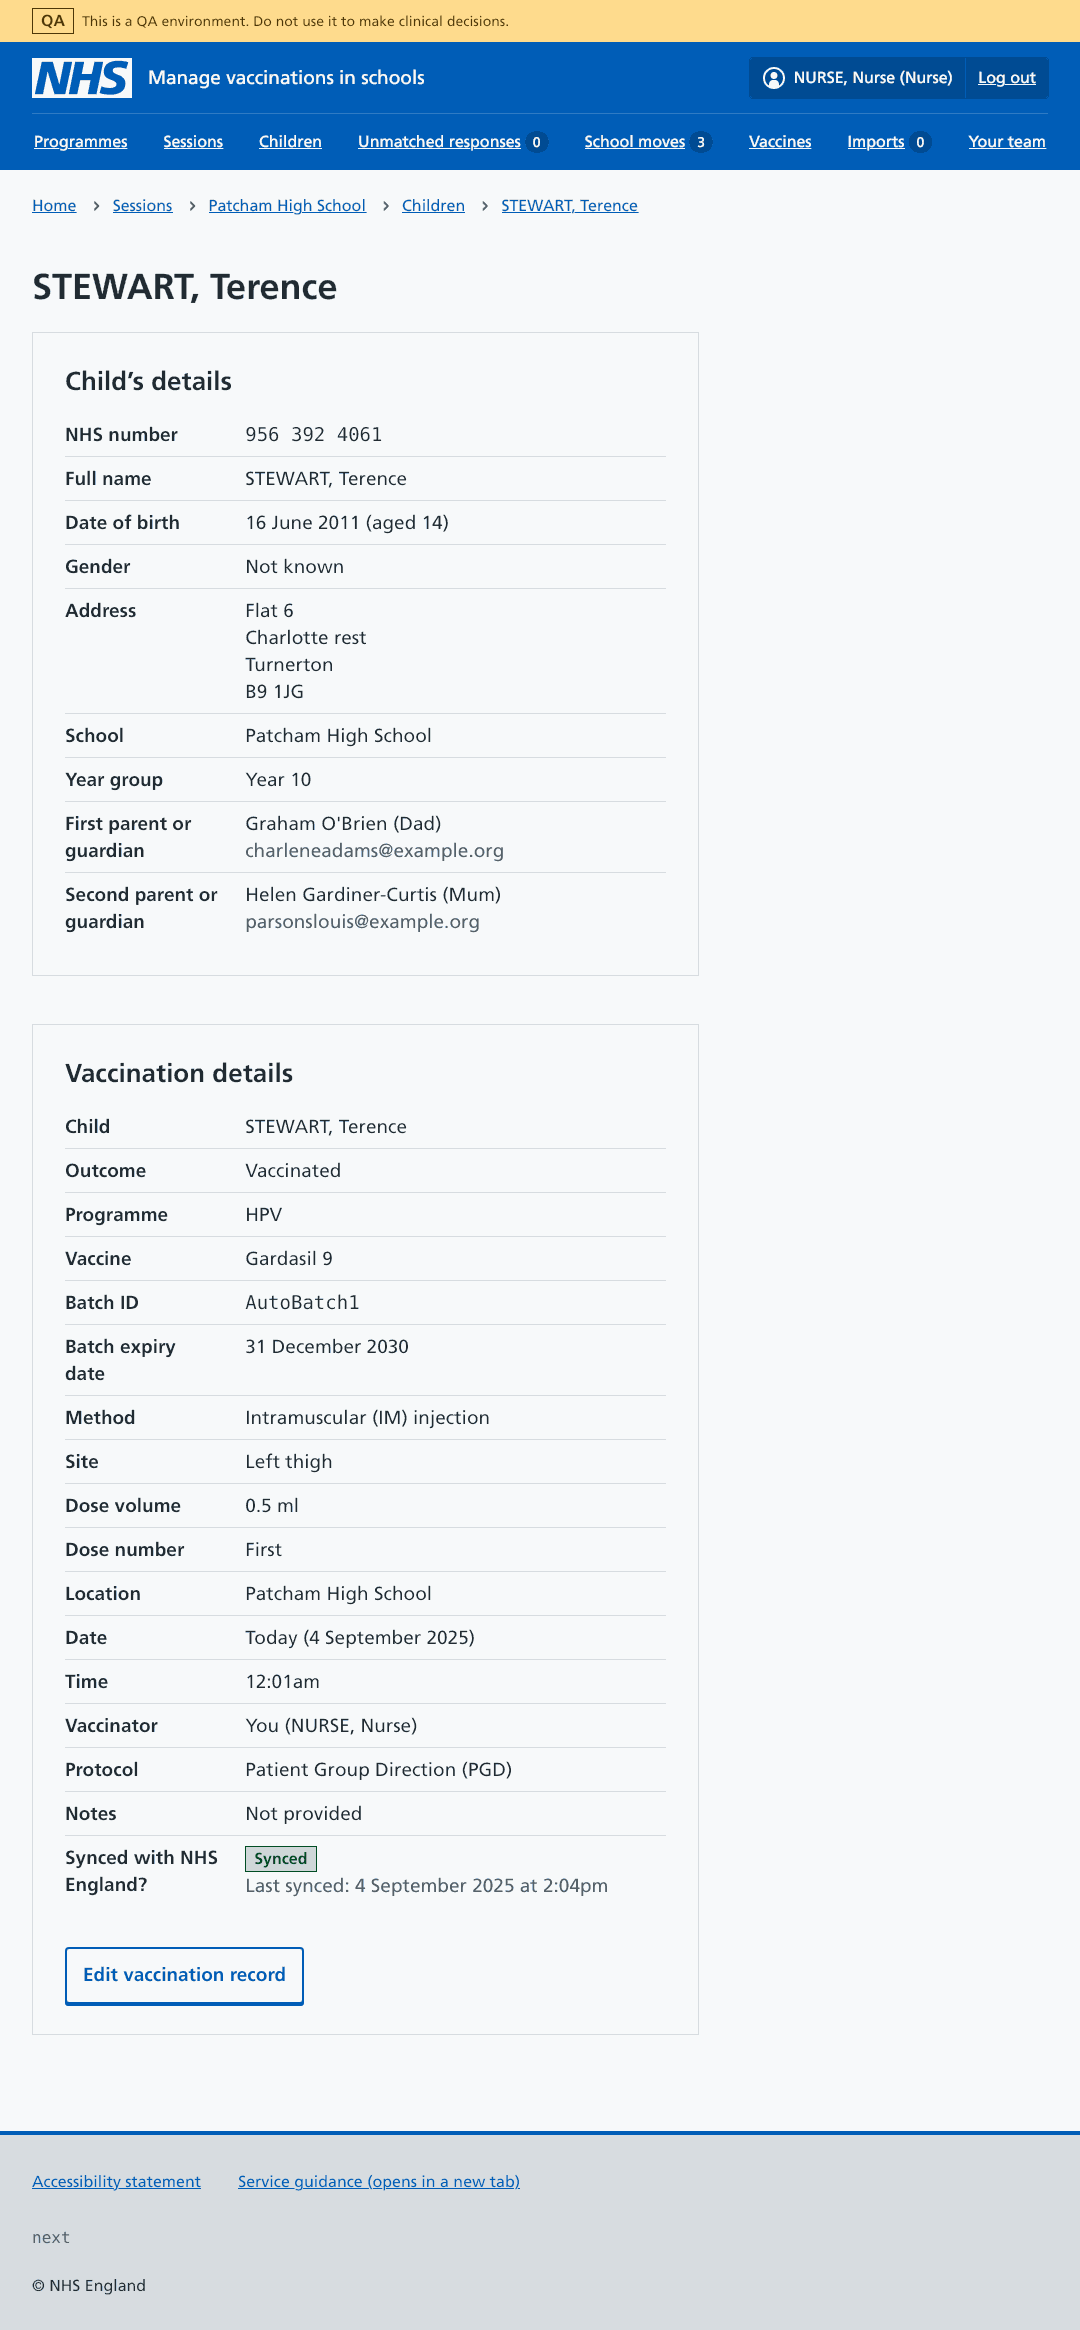 QA This is a QA environment. Do not use it to make clinical decisions.
NHS Manage vaccinations in schools NURSE, Nurse (Nurse) Log out
Programmes Sessions Children Unmatched responses 0 School moves 3 Vaccines Imports 0 Your team
Home › Sessions › Patcham High School › Children › STEWART, Terence
STEWART, Terence
Child’s details
NHS number 956 392 4061
Full name STEWART, Terence
Date of birth 16 June 2011 (aged 14)
Gender Not known
Address Flat 6
Charlotte rest
Turnerton
B9 1JG
School Patcham High School
Year group Year 10
First parent or Graham O'Brien (Dad)
guardian charleneadams@example.org
Second parent or Helen Gardiner-Curtis (Mum)
guardian parsonslouis@example.org
Vaccination details
Child STEWART, Terence
Outcome Vaccinated
Programme HPV
Vaccine Gardasil 9
Batch ID AutoBatch1
Batch expiry 31 December 2030
date
Method Intramuscular (IM) injection
Site Left thigh
Dose volume 0.5 ml
Dose number First
Location Patcham High School
Date Today (4 September 2025)
Time 12:01am
Vaccinator You (NURSE, Nurse)
Protocol Patient Group Direction (PGD)
Notes Not provided
Synced with NHS Synced
England? Last synced: 4 September 2025 at 2:04pm
Edit vaccination record
Accessibility statement Service guidance (opens in a new tab)
next
© NHS England